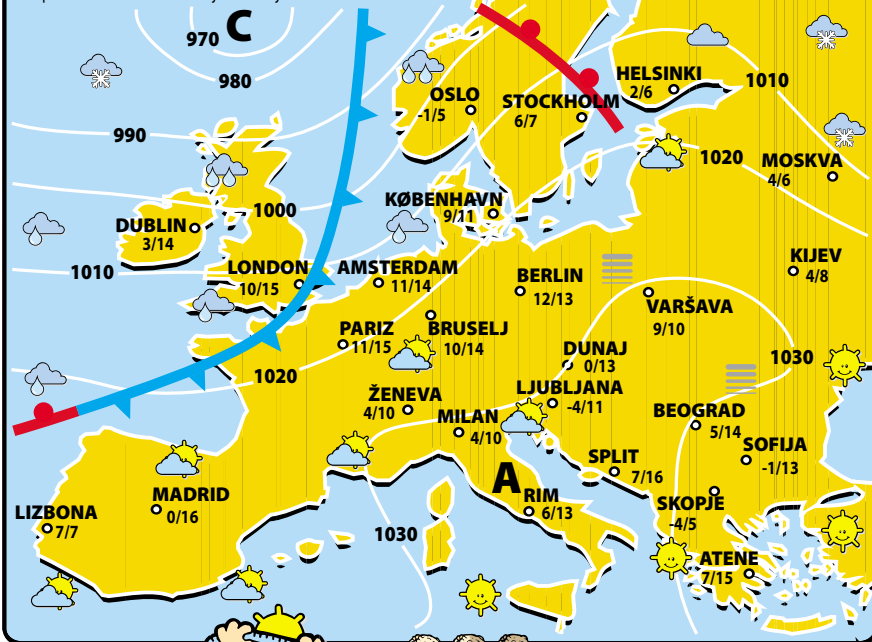 970 C
980
990
1000
1010
1020
1010
1020
1030
1030
A
OSLO
-1/5
STOCKHOLM
6/7
HELSINKI
2/6
MOSKVA
4/6
KØBENHAVN
9/11
DUBLIN
3/14
LONDON
10/15
AMSTERDAM
11/14
BERLIN
12/13
VARŠAVA
9/10
KIJEV
4/8
PARIZ
11/15
BRUSELJ
10/14
DUNAJ
0/13
LJUBLJANA
-4/11
ŽENEVA
4/10
MILAN
4/10
BEOGRAD
5/14
SOFIJA
-1/13
SPLIT
7/16
SKOPJE
-4/5
RIM
6/13
MADRID
0/16
LIZBONA
7/7
ATENE
7/15